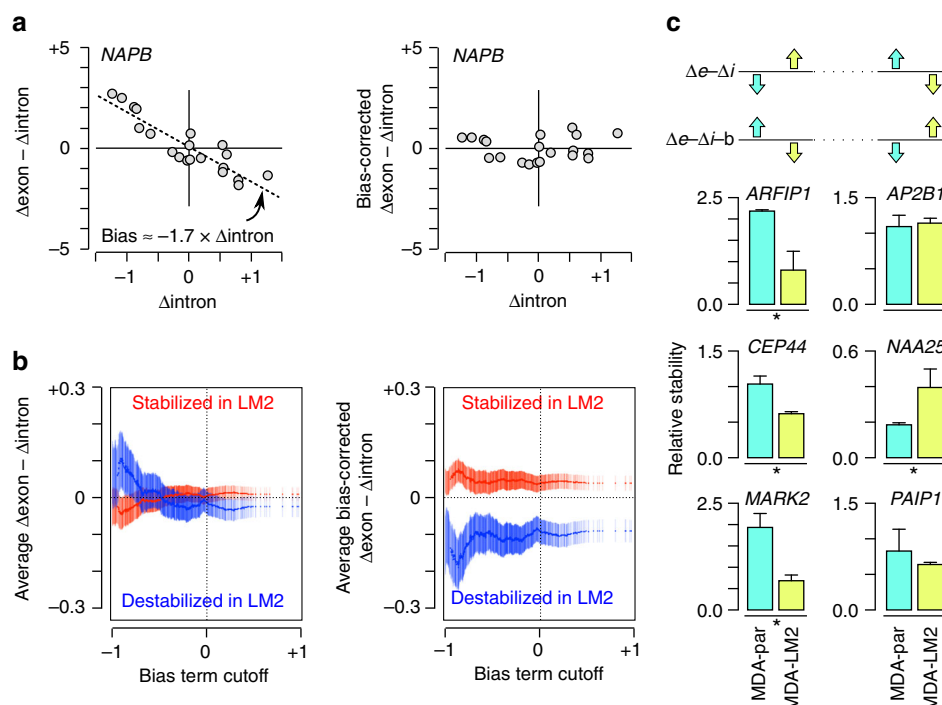 a
+5
NAPB
Δexon – Δintron
0
Bias ≈ −1.7 × Δintron
−5
−1
0
+1
Δintron
+5
NAPB
Bias-corrected
Δexon – Δintron
0
−5
−1
0
+1
Δintron
b
+0.3
Stabilized in LM2
Average Δexon – Δintron
0
Destabilized in LM2
−0.3
−1
0
+1
Bias term cutoff
+0.3
Stabilized in LM2
Average bias-corrected
Δexon – Δintron
0
Destabilized in LM2
−0.3
−1
0
+1
Bias term cutoff
c
Δe–Δi
Δe–Δi–b
Relative stability
2.5
ARFIP1
0.0
*
1.5
AP2B1
0.0
1.5
CEP44
0.0
*
0.6
NAA25
0.0
*
2.5
MARK2
0.0
*
1.5
PAIP1
0.0
MDA-par
MDA-LM2
MDA-par
MDA-LM2